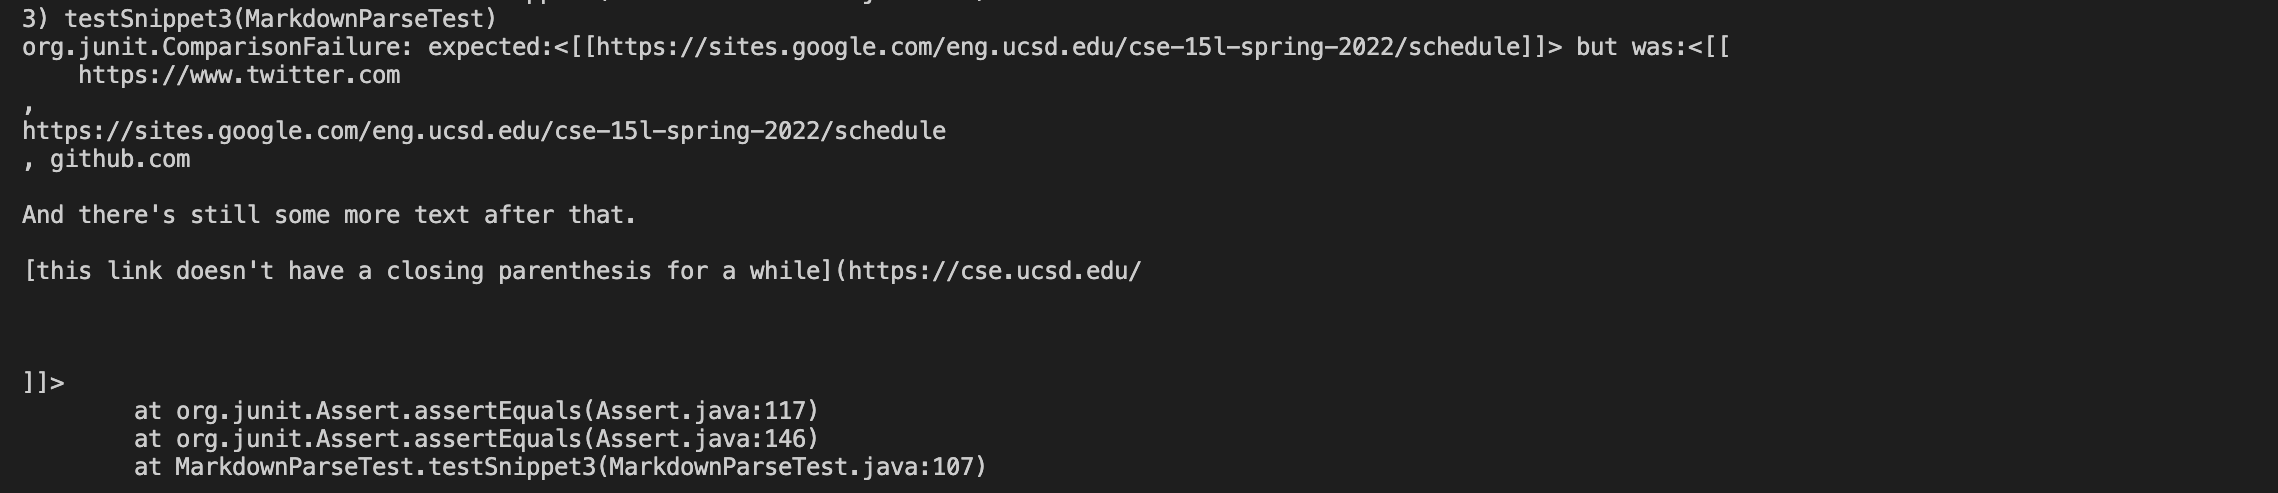 3) testSnippet3(MarkdownParseTest)
org.junit.ComparisonFailure: expected:<[[https://sites.google.com/eng.ucsd.edu/cse-15l-spring-2022/schedule]]> but was:<[[
    https://www.twitter.com
,
https://sites.google.com/eng.ucsd.edu/cse-15l-spring-2022/schedule
, github.com

And there's still some more text after that.

[this link doesn't have a closing parenthesis for a while](https://cse.ucsd.edu/



]]>
        at org.junit.Assert.assertEquals(Assert.java:117)
        at org.junit.Assert.assertEquals(Assert.java:146)
        at MarkdownParseTest.testSnippet3(MarkdownParseTest.java:107)